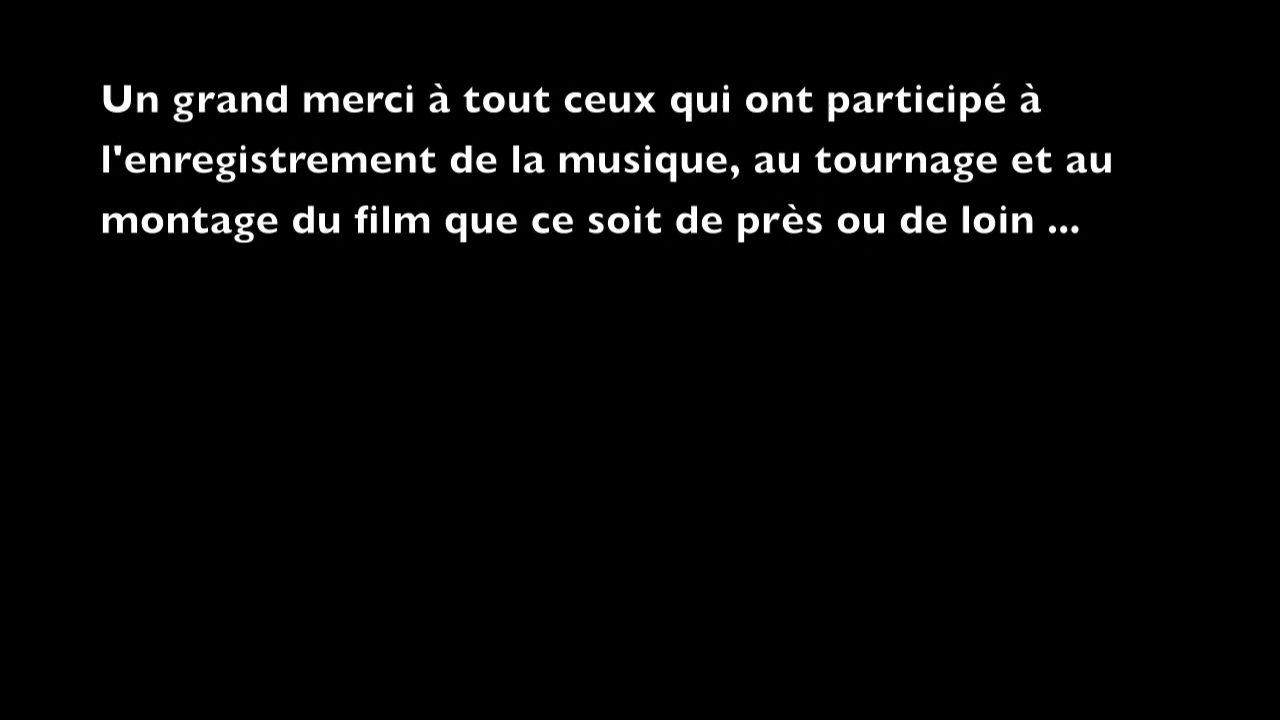 Un grand merci à tout ceux qui ont participé à
l'enregistrement de la musique, au tournage et au
montage du film que ce soit de près ou de loin ...